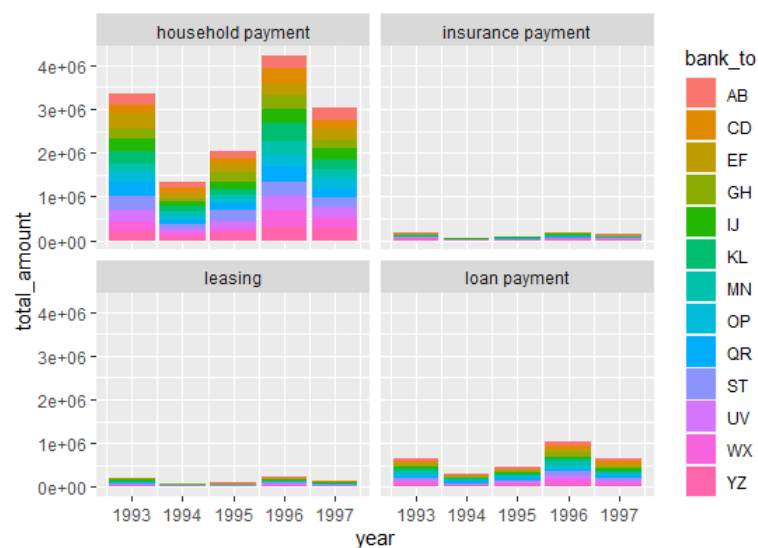 household payment
insurance payment
4e+06
3e+06
2e+06
1e+06
0e+00
leasing
loan payment
4e+06
3e+06
2e+06
1e+06
0e+00
total_amount
1993 1994 1995 1996 1997
1993 1994 1995 1996 1997
year
bank_to
AB
CD
EF
GH
IJ
KL
MN
OP
QR
ST
UV
WX
YZ